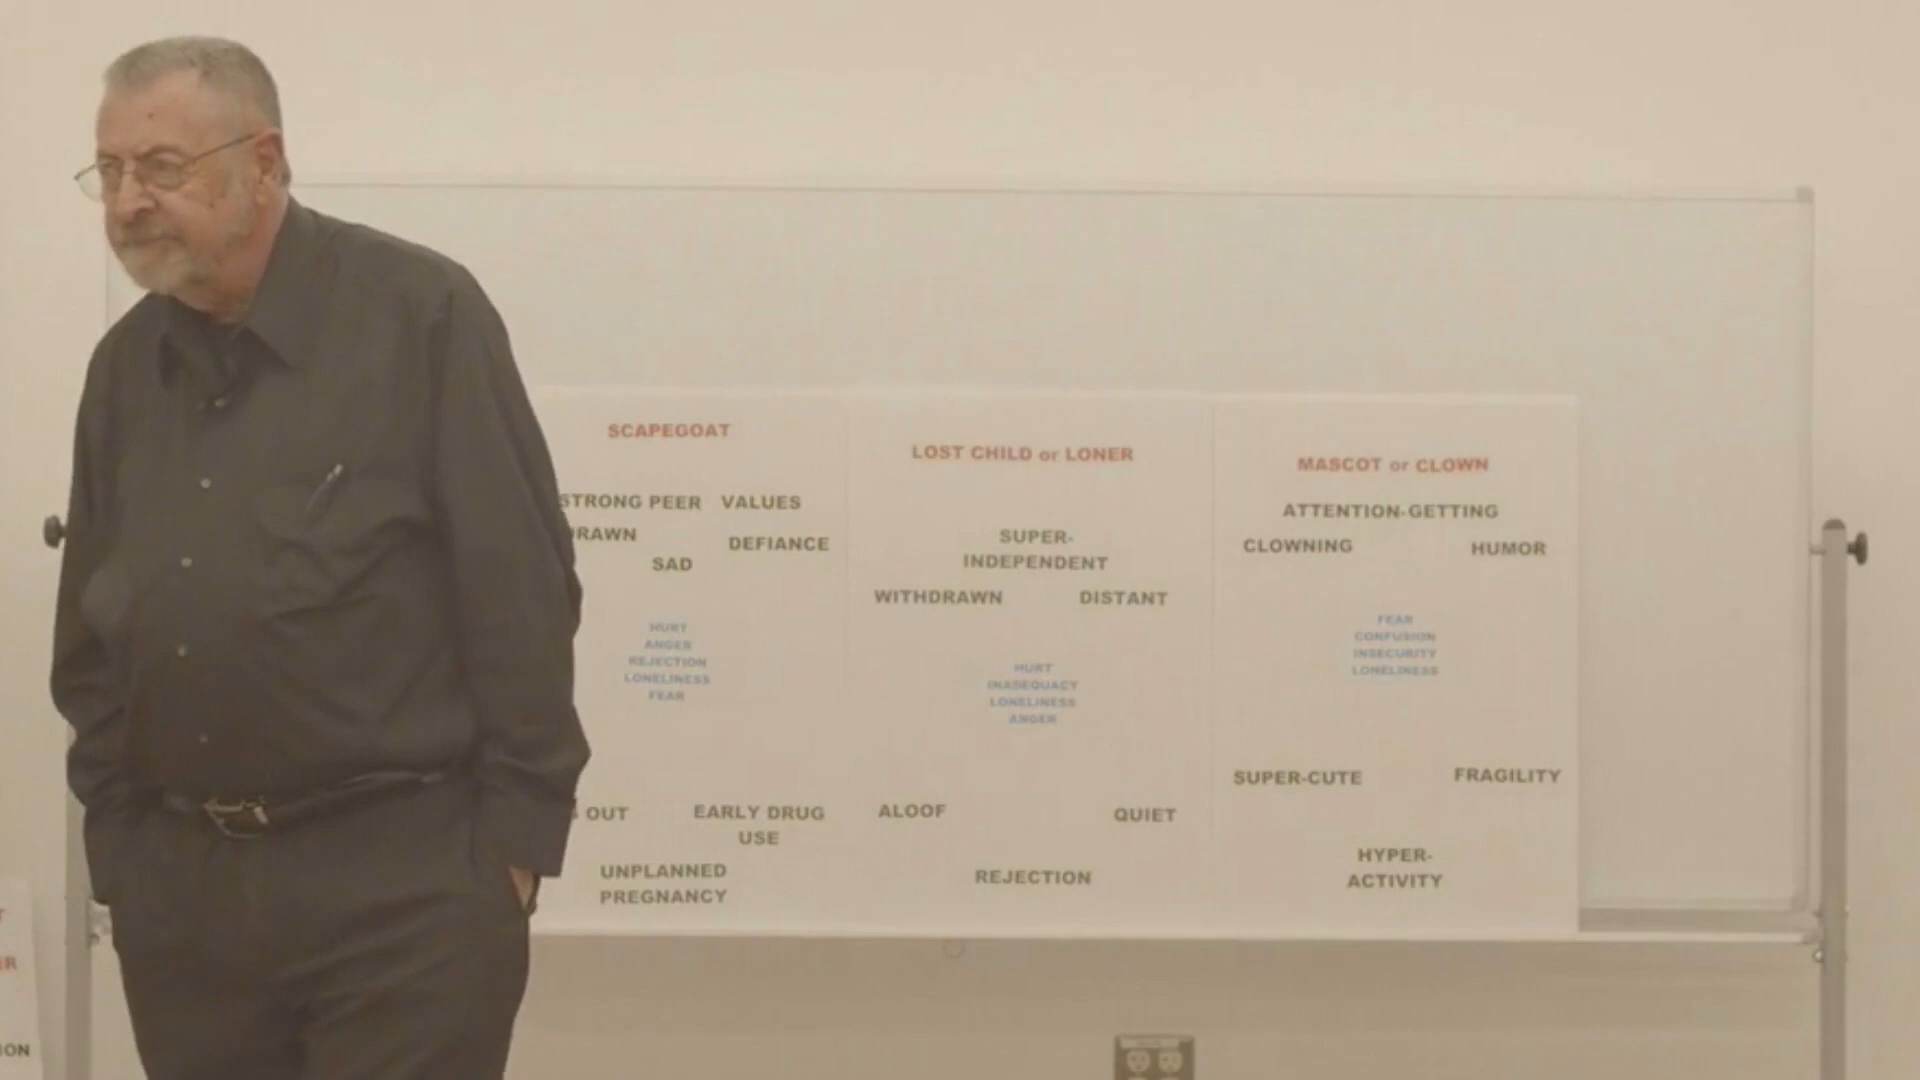 SCAPEGOAT
STRONG PEER VALUES
DRAWN
DEFIANCE
SAD
HURT
ANGER
REJECTION
LONELINESS
FEAR
OUT
EARLY DRUG
USE
UNPLANNED
PREGNANCY
LOST CHILD or LONER
SUPER-
INDEPENDENT
WITHDRAWN DISTANT
HURT
INADEQUACY
LONELINESS
ANGER
ALOOF QUIET
REJECTION
MASCOT or CLOWN
ATTENTION-GETTING
CLOWNING HUMOR
FEAR
CONFUSION
INSECURITY
LONELINESS
SUPER-CUTE FRAGILITY
HYPER-
ACTIVITY